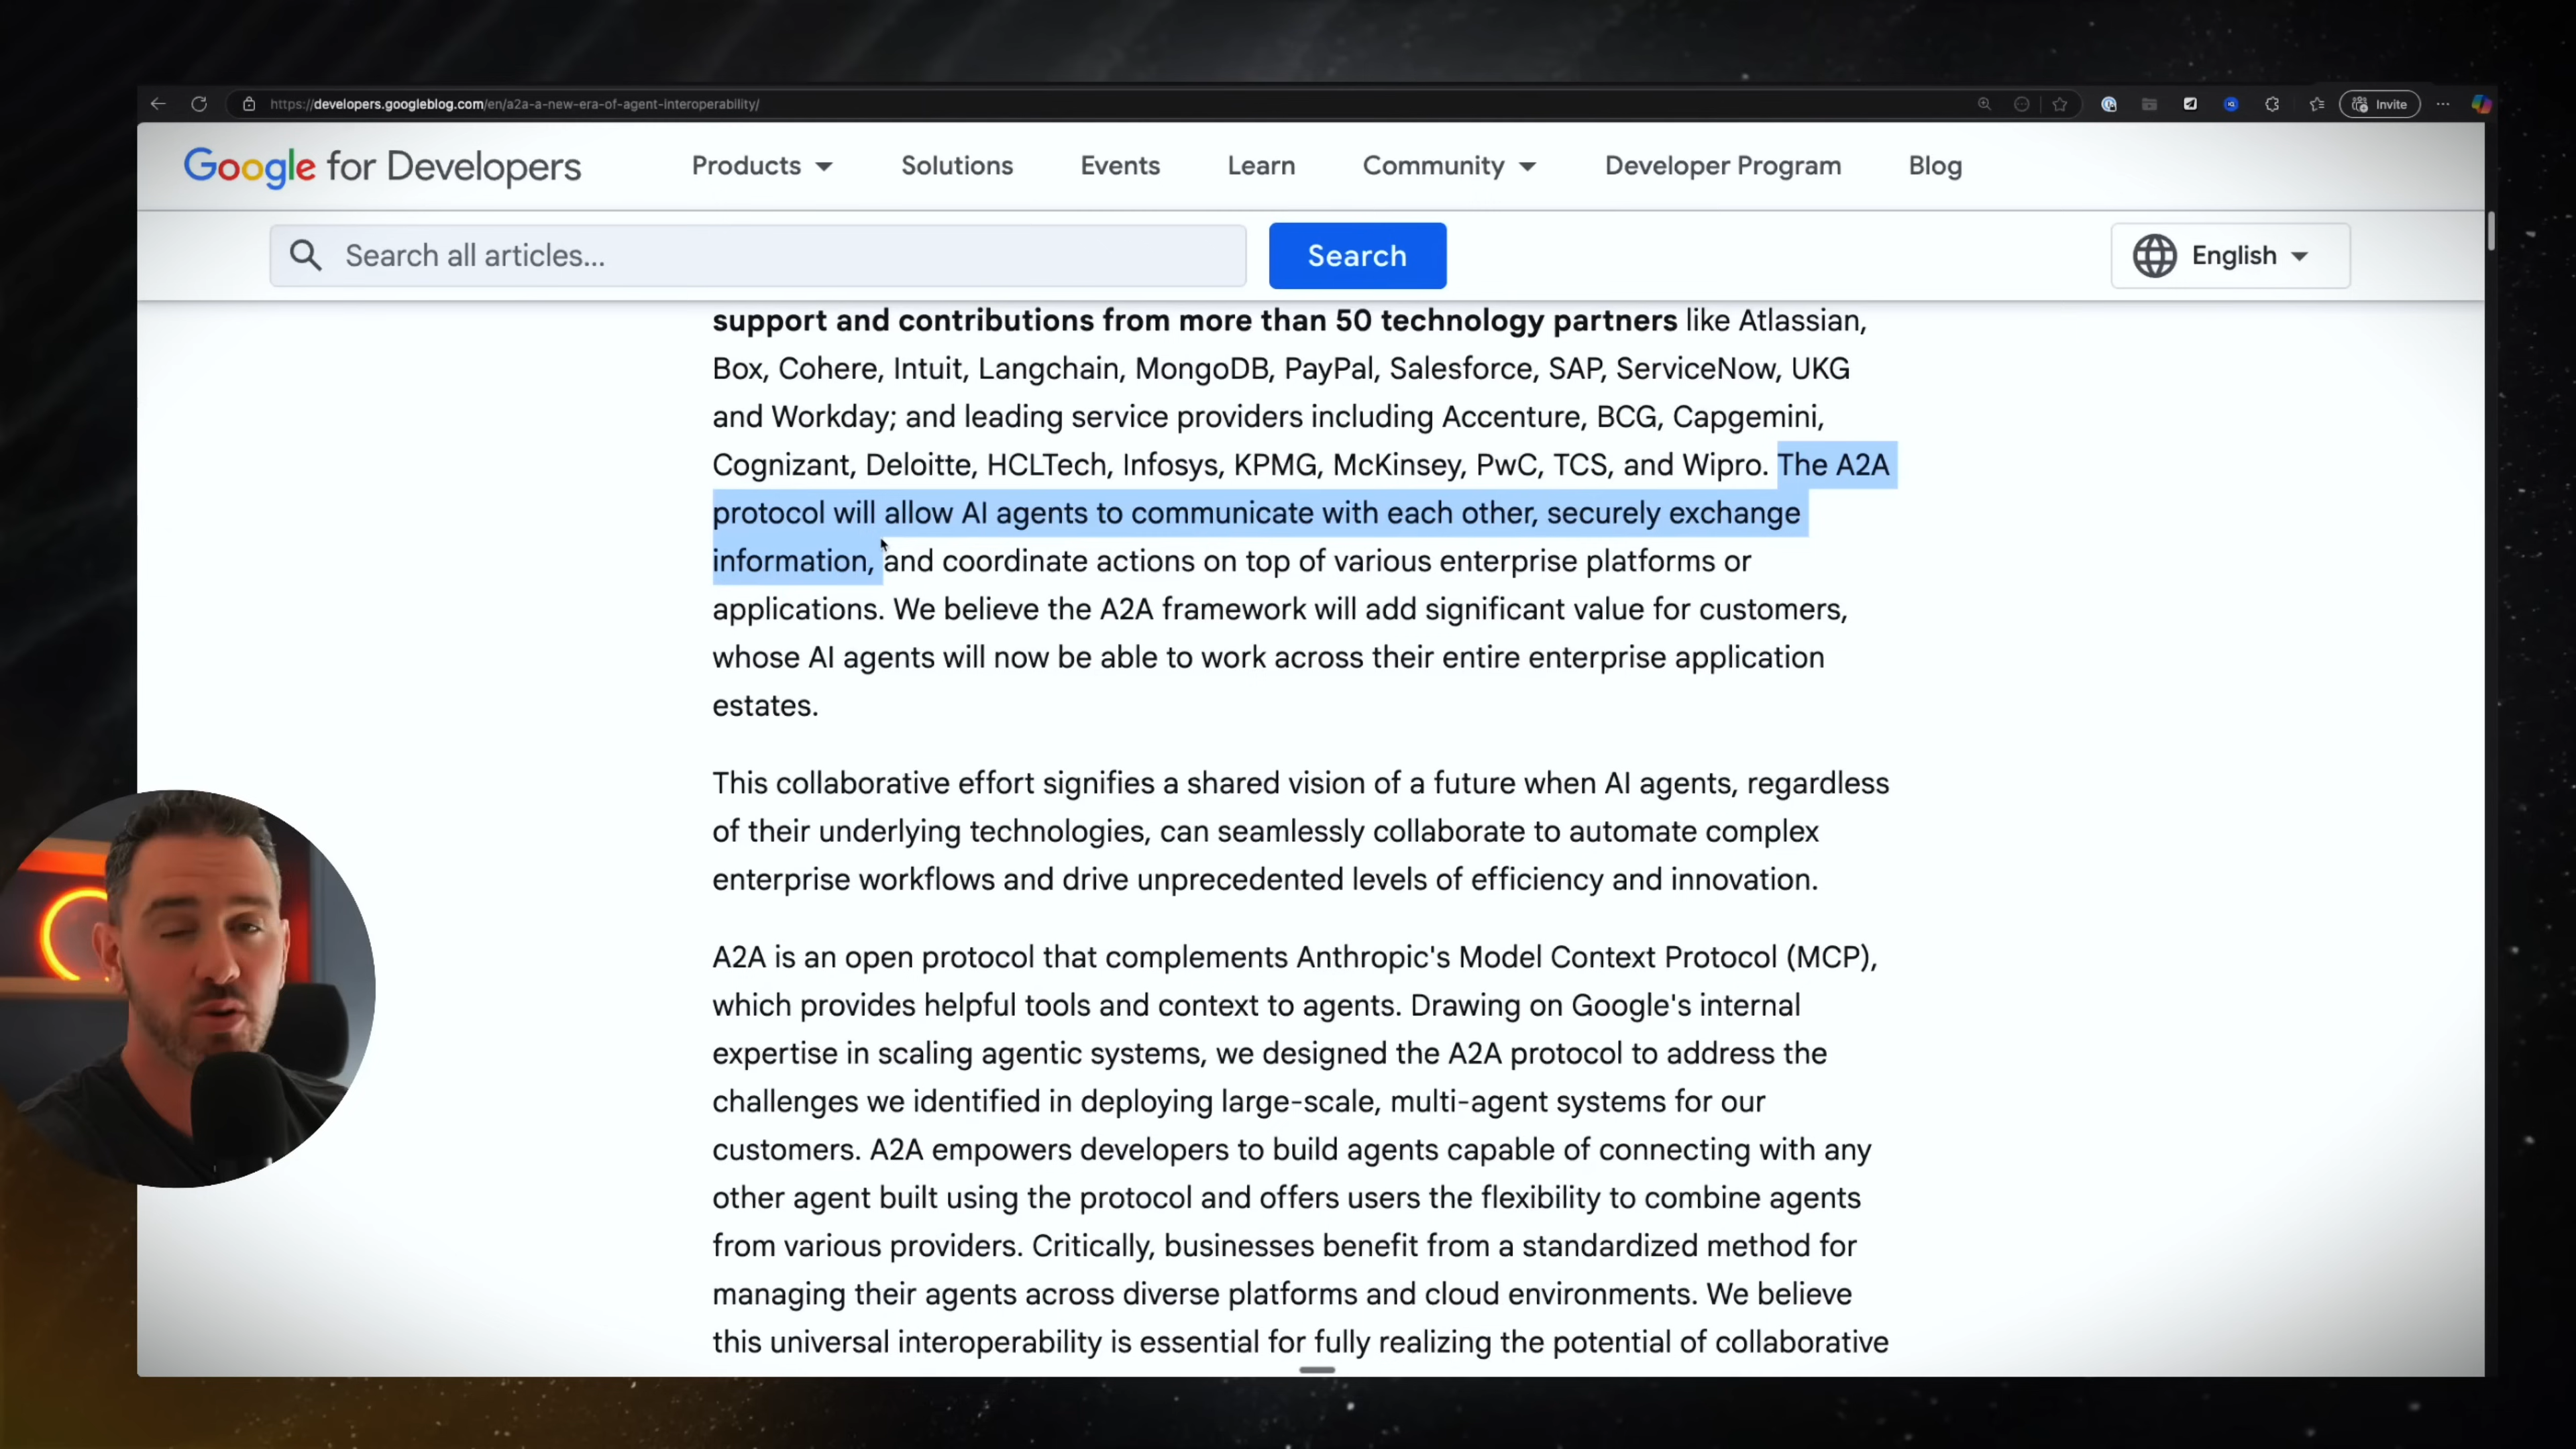 https://developers.googleblog.com/en/a2a-a-new-era-of-agent-interoperability/
Invite
Google for Developers
Products
Solutions
Events
Learn
Community
Developer Program
Blog
Search all articles...
Search
English
support and contributions from more than 50 technology partners like Atlassian,
Box, Cohere, Intuit, Langchain, MongoDB, PayPal, Salesforce, SAP, ServiceNow, UKG
and Workday; and leading service providers including Accenture, BCG, Capgemini,
Cognizant, Deloitte, HCLTech, Infosys, KPMG, McKinsey, PwC, TCS, and Wipro. The A2A
protocol will allow AI agents to communicate with each other, securely exchange
information, and coordinate actions on top of various enterprise platforms or
applications. We believe the A2A framework will add significant value for customers,
whose AI agents will now be able to work across their entire enterprise application
estates.
This collaborative effort signifies a shared vision of a future when AI agents, regardless
of their underlying technologies, can seamlessly collaborate to automate complex
enterprise workflows and drive unprecedented levels of efficiency and innovation.
A2A is an open protocol that complements Anthropic's Model Context Protocol (MCP),
which provides helpful tools and context to agents. Drawing on Google's internal
expertise in scaling agentic systems, we designed the A2A protocol to address the
challenges we identified in deploying large-scale, multi-agent systems for our
customers. A2A empowers developers to build agents capable of connecting with any
other agent built using the protocol and offers users the flexibility to combine agents
from various providers. Critically, businesses benefit from a standardized method for
managing their agents across diverse platforms and cloud environments. We believe
this universal interoperability is essential for fully realizing the potential of collaborative